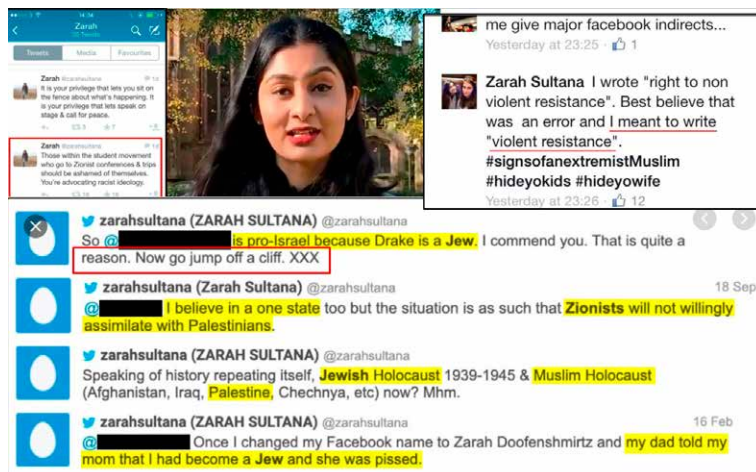 14:34
Zarah
Tweets
Media
Favourites
Zarah @zarahsultana 1d
It is your privilege that lets you sit on
the fence about what's happening. It
is your privilege that lets speak on
stage & call for peace.
Zarah @zarahsultana 1d
Those within the student movement
who go to Zionist conferences & trips
should be ashamed of themselves.
You're advocating racist ideology.
me give major facebook indirects...
Yesterday at 23:25 · 1
Zarah Sultana I wrote "right to non
violent resistance". Best believe that
was an error and I meant to write
"violent resistance".
#signsofanextremistMuslim
#hideyokids #hideyowife
Yesterday at 23:26 · 12
zarahsultana (ZARAH SULTANA) @zarahsultana
So @ is pro-Israel because Drake is a Jew. I commend you. That is quite a
reason. Now go jump off a cliff. XXX
zarahsultana (Zarah Sultana) @zarahsultana 18 Sep
@ I believe in a one state too but the situation is as such that Zionists will not willingly
assimilate with Palestinians.
zarahsultana (ZARAH SULTANA) @zarahsultana
Speaking of history repeating itself, Jewish Holocaust 1939-1945 & Muslim Holocaust
(Afghanistan, Iraq, Palestine, Chechnya, etc) now? Mhm.
zarahsultana (ZARAH SULTANA) @zarahsultana 16 Feb
@ Once I changed my Facebook name to Zarah Doofenshmirtz and my dad told my
mom that I had become a Jew and she was pissed.